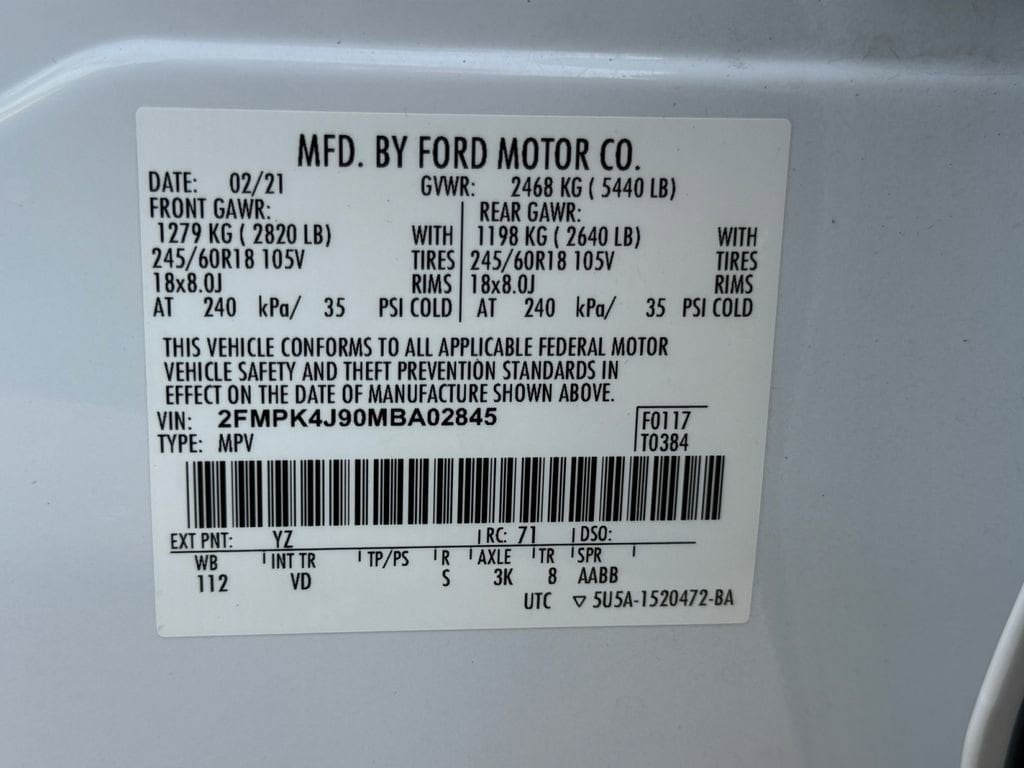 MFD. BY FORD MOTOR CO.
DATE: 02/21 GVWR: 2468 KG ( 5440 LB)
FRONT GAWR: REAR GAWR:
1279 KG ( 2820 LB) WITH 1198 KG ( 2640 LB) WITH
245/60R18 105V TIRES 245/60R18 105V TIRES
18x8.0J RIMS 18x8.0J RIMS
AT 240 kPa/ 35 PSI COLD AT 240 kPa/ 35 PSI COLD
THIS VEHICLE CONFORMS TO ALL APPLICABLE FEDERAL MOTOR
VEHICLE SAFETY AND THEFT PREVENTION STANDARDS IN
EFFECT ON THE DATE OF MANUFACTURE SHOWN ABOVE.
VIN: 2FMPK4J90MBA02845 F0117
TYPE: MPV T0384
EXT PNT: YZ RC: 71 DSO:
WB INT TR TP/PS R AXLE TR SPR
112 VD S 3K 8 AABB
UTC ▽ 5U5A-1520472-BA